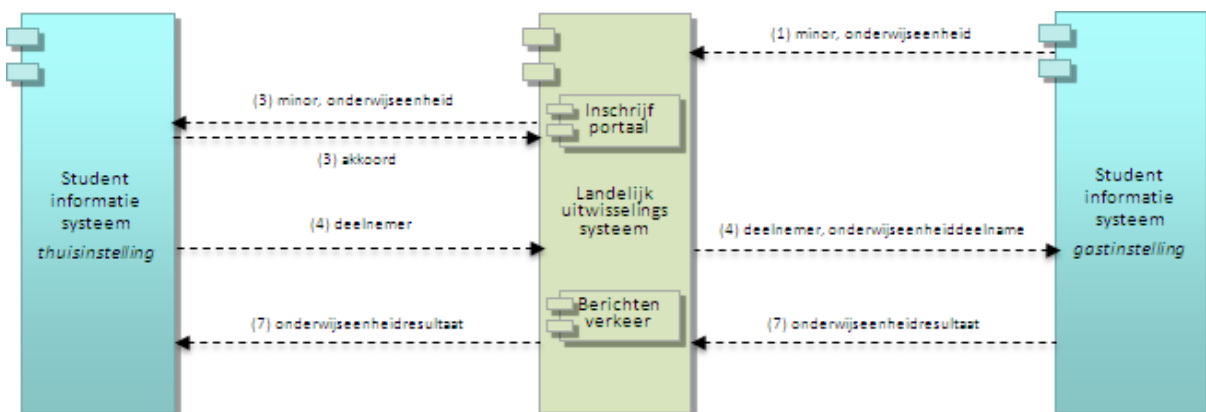 (1) minor, onderwijseenheid
(3) minor, onderwijseenheid
Inschrijf
portaal
(3) akkoord
Student
informatie
systeem
thuisinstelling
Landelijk
uitwisselings
systeem
Student
informatie
systeem
gastinstelling
(4) deelnemer
(4) deelnemer, onderwijseenheiddeelname
Berichten
verkeer
(7) onderwijseenheidresultaat
(7) onderwijseenheidresultaat